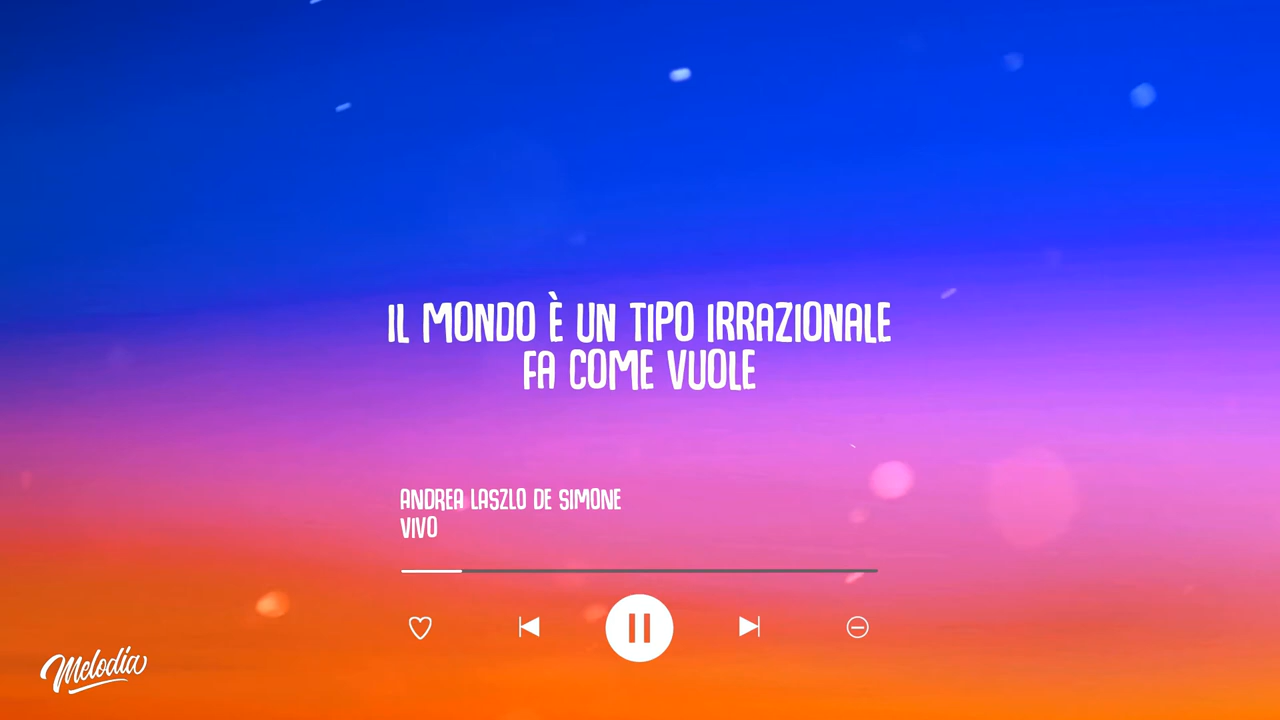 IL MONDO È UN TIPO IRRAZIONALE
FA COME VUOLE
ANDREA LASZLO DE SIMONE
VIVO
Melodia